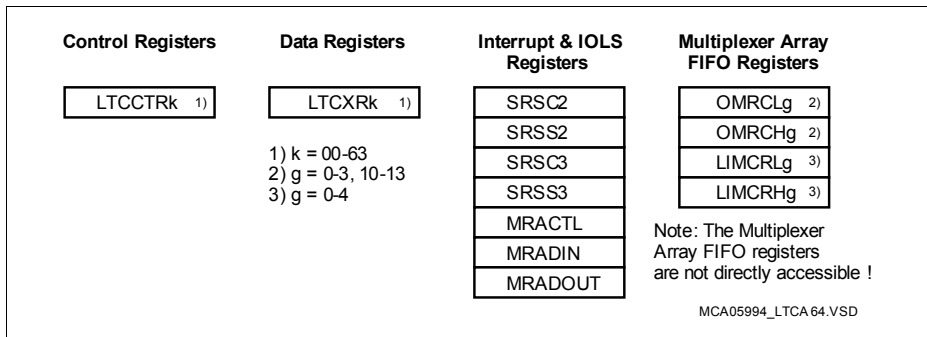 Control Registers
LTCCTRk 1)
Data Registers
LTCXRk 1)
1) k = 00-63
2) g = 0-3, 10-13
3) g = 0-4
Interrupt & IOLS
Registers
SRSC2
SRSS2
SRSC3
SRSS3
MRACTL
MRADIN
MRADOUT
Multiplexer Array
FIFO Registers
OMRCLg 2)
OMRCHg 2)
LIMCRLg 3)
LIMCRHg 3)
Note: The Multiplexer
Array FIFO registers
are not directly accessible !
MCA05994_LTCA64.VSD